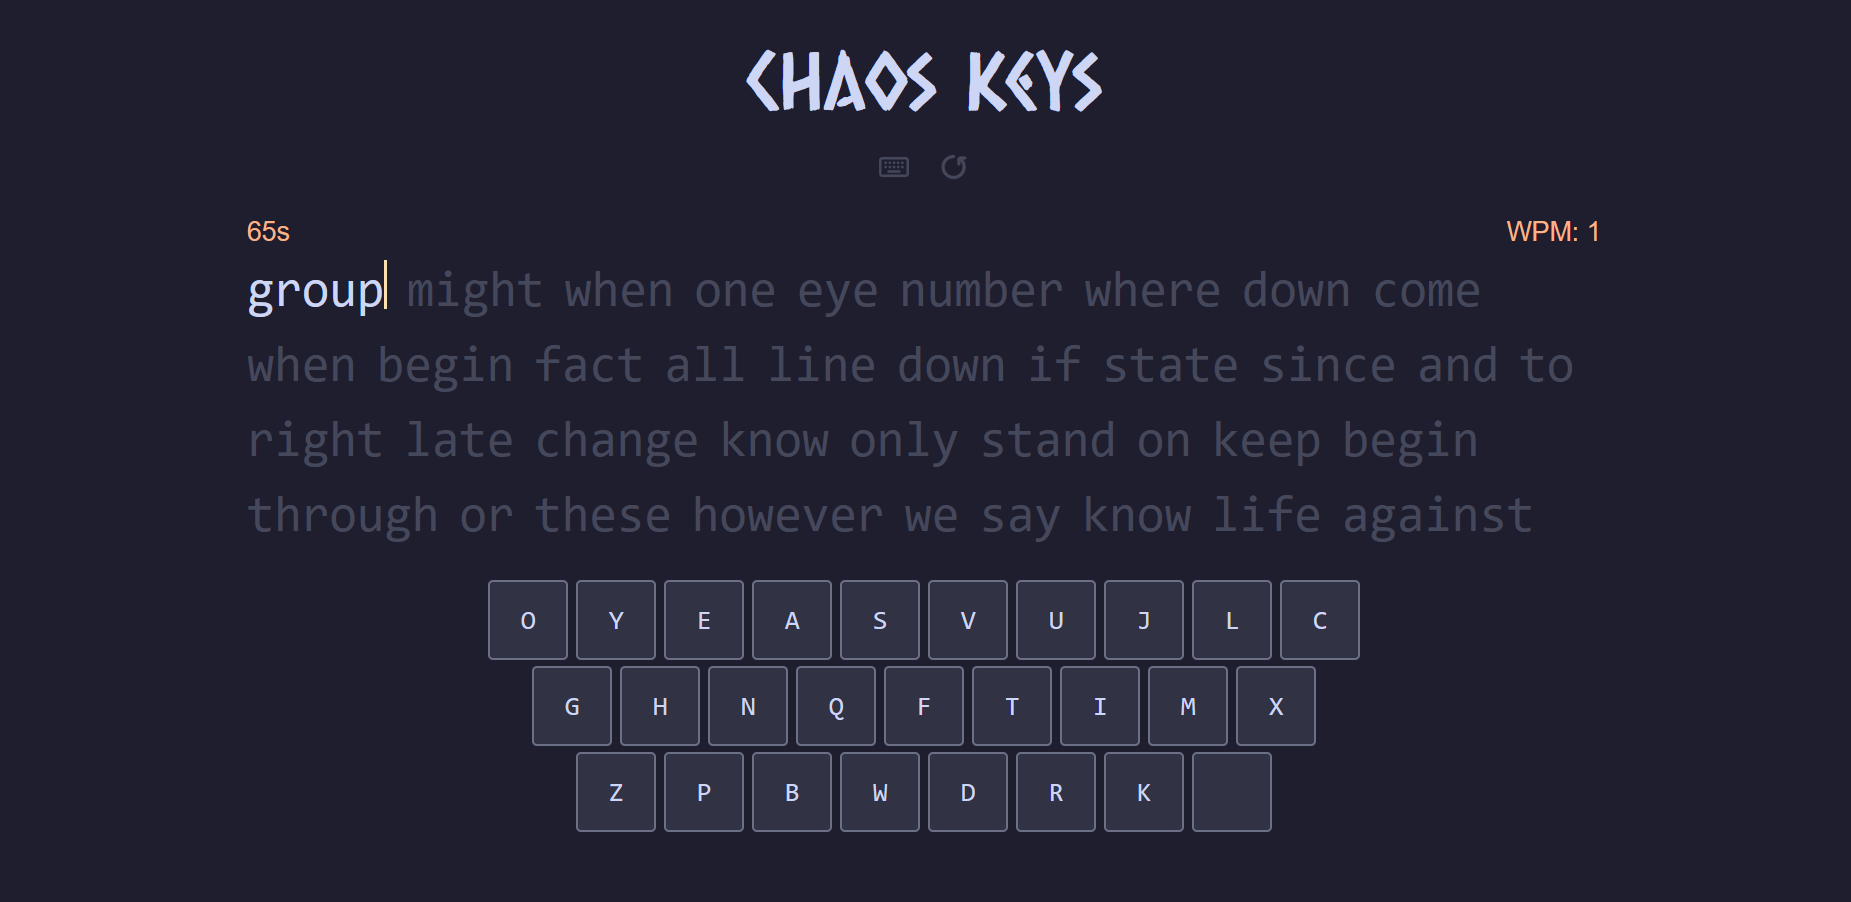 CHAOS KEYS
65s WPM: 1
group might when one eye number where down come
when begin fact all line down if state since and to
right late change know only stand on keep begin
through or these however we say know life against
O Y E A S V U J L C
G H N Q F T I M X
Z P B W D R K